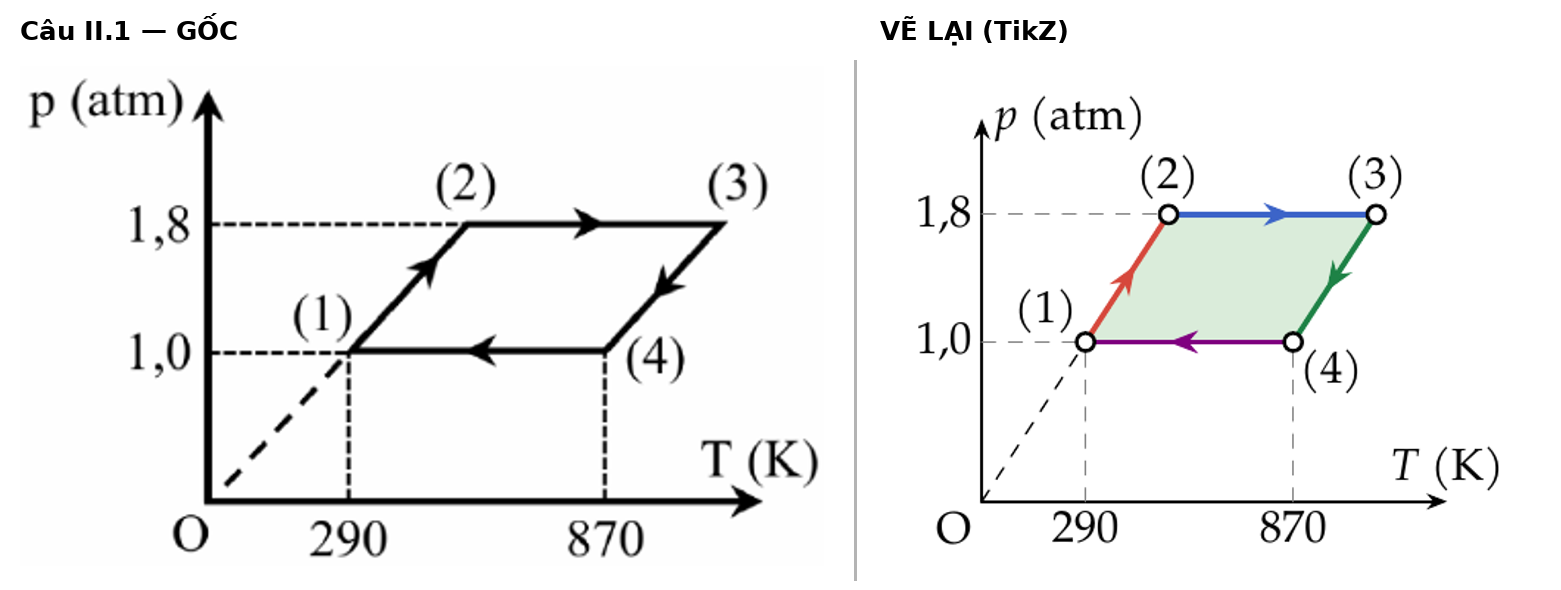 Câu II.1 — GỐC
p (atm)
(2)
(3)
1,8
(1)
1,0
(4)
T (K)
O
290
870
VẼ LẠI (TikZ)
p (atm)
(2)
(3)
1,8
(1)
1,0
(4)
T (K)
O
290
870